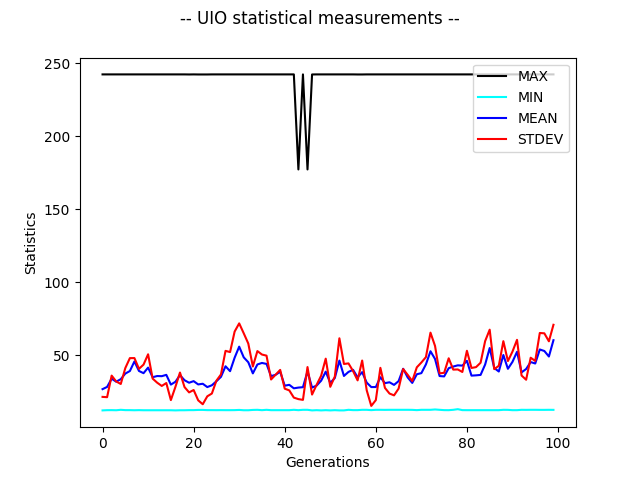 -- UIO statistical measurements --
250
200
150
100
50
Statistics
MAX
MIN
MEAN
STDEV
0 20 40 60 80 100
Generations